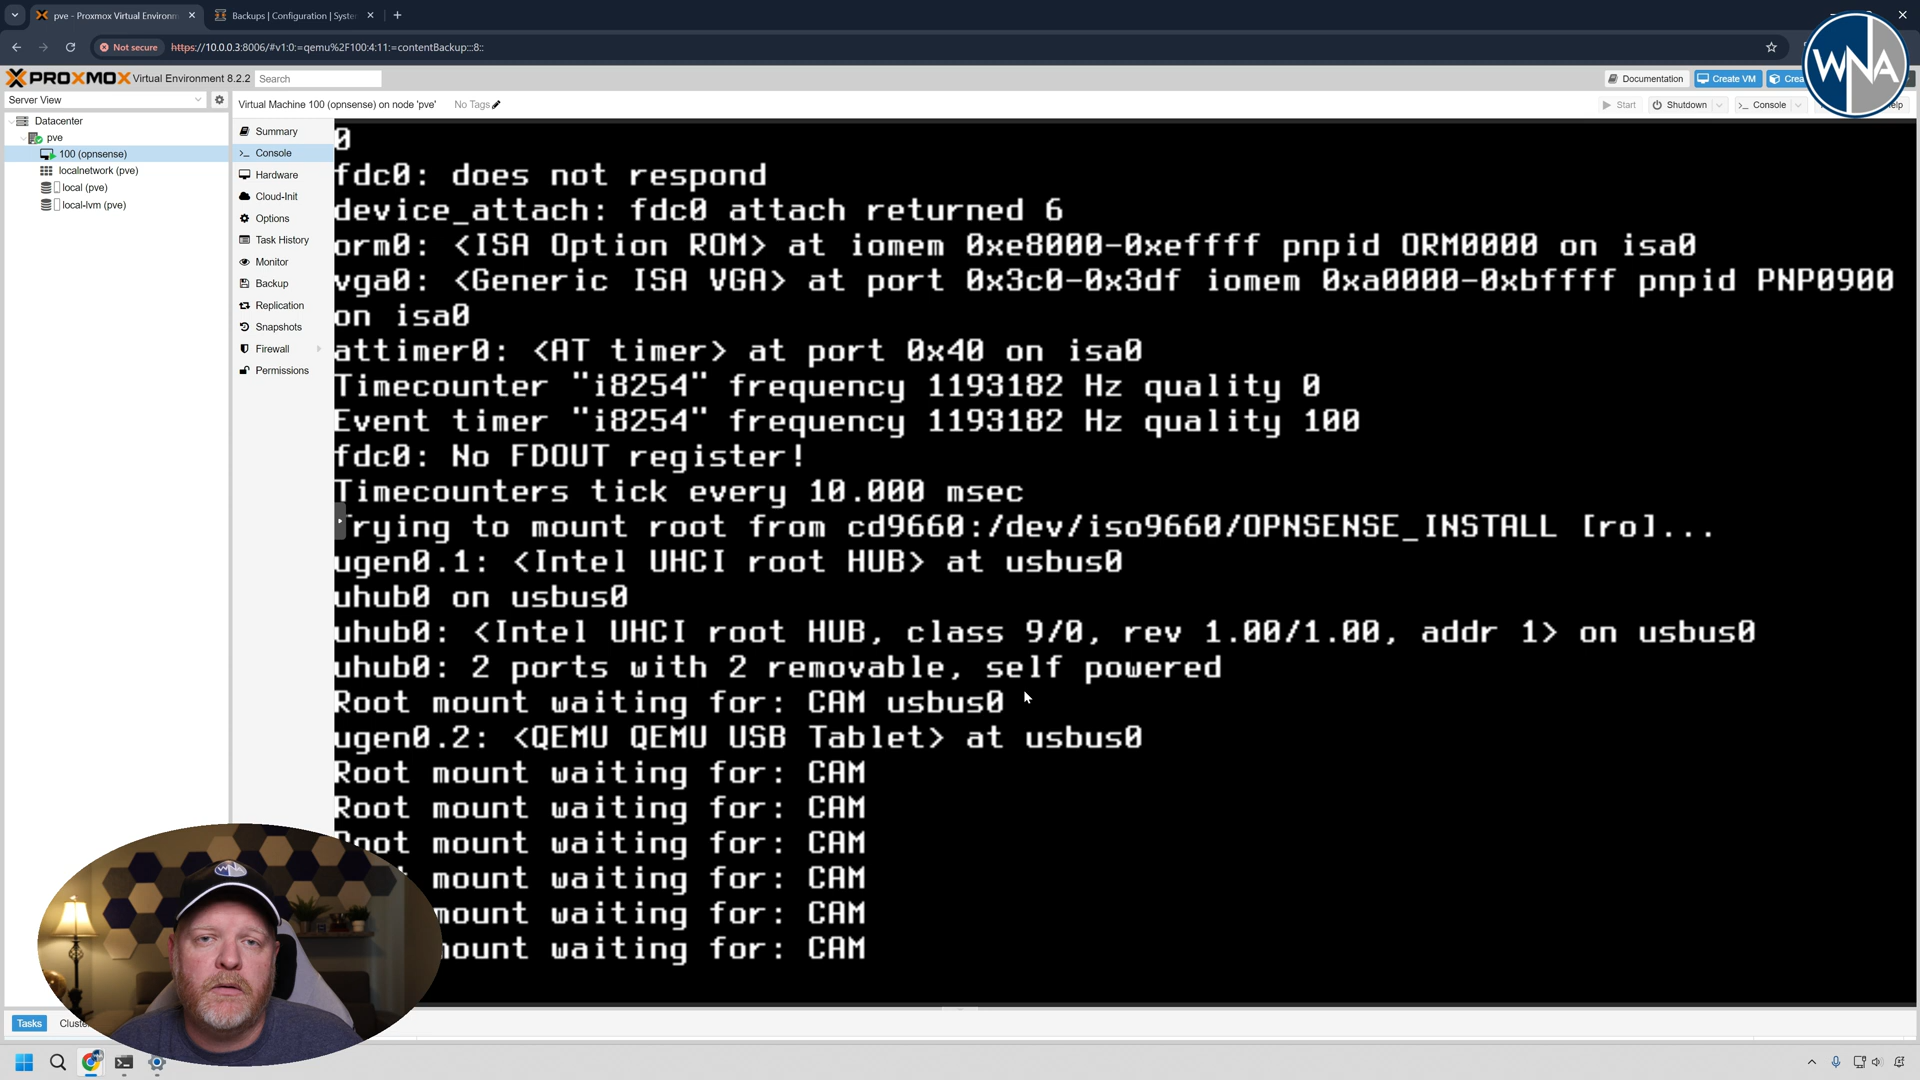 pve - Proxmox Virtual Environm
Backups | Configuration | Syste
Not secure
https://10.0.0.3:8006/#v1:0:=qemu%2F100:4:11:=contentBackup:::8::
WNA
PROXMOX Virtual Environment 8.2.2
Search
Documentation
Create VM
Crea
Server View
Virtual Machine 100 (opnsense) on node 'pve'
No Tags
Start
Shutdown
>_ Console
elp
Datacenter
pve
100 (opnsense)
localnetwork (pve)
local (pve)
local-lvm (pve)
Summary
>_ Console
Hardware
Cloud-Init
Options
Task History
Monitor
Backup
Replication
Snapshots
Firewall
Permissions
0
fdc0: does not respond
device_attach: fdc0 attach returned 6
orm0: <ISA Option ROM> at iomem 0xe8000-0xeffff pnpid ORM0000 on isa0
vga0: <Generic ISA VGA> at port 0x3c0-0x3df iomem 0xa0000-0xbffff pnpid PNP0900
on isa0
attimer0: <AT timer> at port 0x40 on isa0
Timecounter "i8254" frequency 1193182 Hz quality 0
Event timer "i8254" frequency 1193182 Hz quality 100
fdc0: No FDOUT register!
Timecounters tick every 10.000 msec
Trying to mount root from cd9660:/dev/iso9660/OPNSENSE_INSTALL [ro]...
ugen0.1: <Intel UHCI root HUB> at usbus0
uhub0 on usbus0
uhub0: <Intel UHCI root HUB, class 9/0, rev 1.00/1.00, addr 1> on usbus0
uhub0: 2 ports with 2 removable, self powered
Root mount waiting for: CAM usbus0
ugen0.2: <QEMU QEMU USB Tablet> at usbus0
Root mount waiting for: CAM
Root mount waiting for: CAM
Root mount waiting for: CAM
mount waiting for: CAM
mount waiting for: CAM
mount waiting for: CAM
WNA
Tasks
Cluste